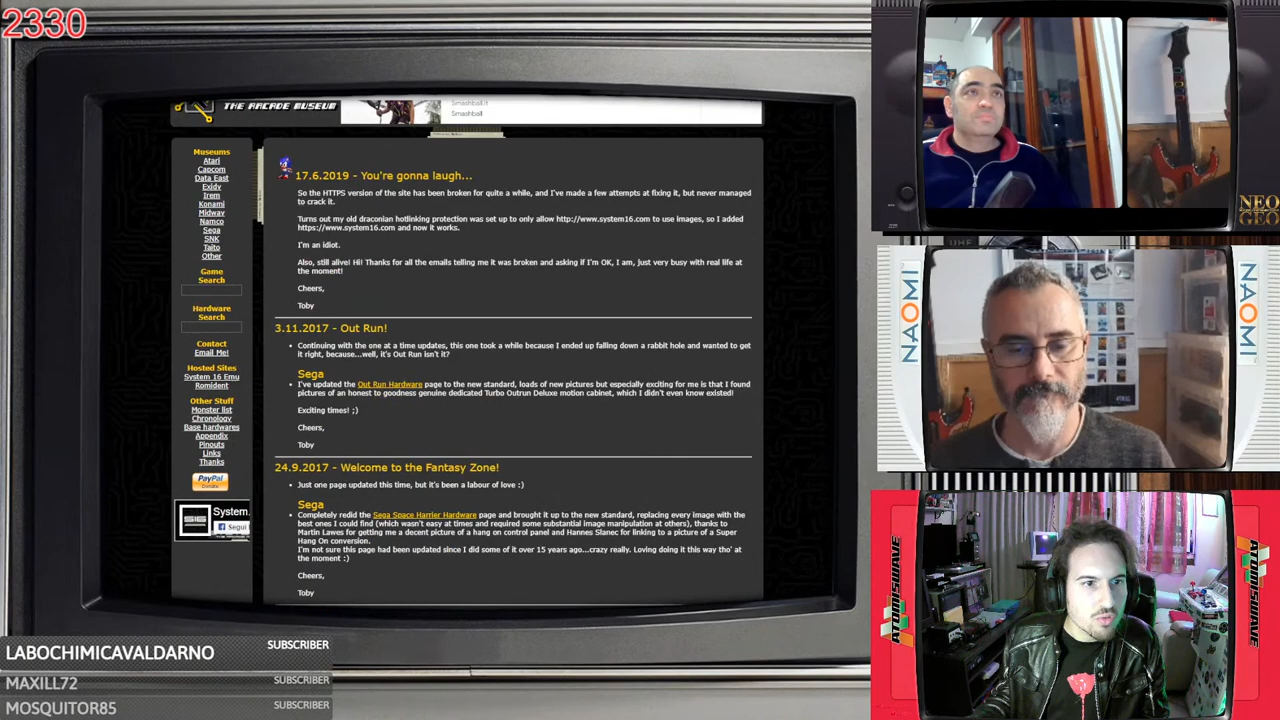 2330
THE ARCADE MUSEUM
Smashball.it
Smashball
Museums
Atari
Capcom
Data East
Exidy
Irem
Konami
Midway
Namco
Sega
SNK
Taito
Other
Game
Search
Hardware
Search
Contact
Email Me!
Hosted Sites
System 16 Emu
Romident
Other Stuff
Monster list
Chronology
Base hardwares
Appendix
Pinouts
Links
Thanks
PayPal
Donate
S16
System.
Segui
17.6.2019 - You're gonna laugh...
So the HTTPS version of the site has been broken for quite a while, and I've made a few attempts at fixing it, but never managed
to crack it.
Turns out my old draconian hotlinking protection was set up to only allow http://www.system16.com to use images, so I added
https://www.system16.com and now it works.
I'm an idiot.
Also, still alive! Hi! Thanks for all the emails telling me it was broken and asking if I'm OK, I am, just very busy with real life at
the moment!
Cheers,
Toby
3.11.2017 - Out Run!
Continuing with the one at a time updates, this one took a while because I ended up falling down a rabbit hole and wanted to get
it right, because...well, it's Out Run isn't it?
Sega
I've updated the Out Run Hardware page to the new standard, loads of new pictures but especially exciting for me is that I found
pictures of an honest to goodness genuine dedicated Turbo Outrun Deluxe motion cabinet, which I didn't even know existed!
Exciting times! ;)
Cheers,
Toby
24.9.2017 - Welcome to the Fantasy Zone!
Just one page updated this time, but it's been a labour of love :)
Sega
Completely redid the Sega Space Harrier Hardware page and brought it up to the new standard, replacing every image with the
best ones I could find (which wasn't easy at times and required some substantial image manipulation at others), thanks to
Martin Lawes for getting me a decent picture of a hang on control panel and Hannes Slanec for linking to a picture of a Super
Hang On conversion.
I'm not sure this page had been updated since I did some of it over 15 years ago...crazy really. Loving doing it this way tho' at
the moment :)
Cheers,
Toby
NEO
GEO
NAOMI
NAOMI
ATOMISWAVE
ATOMISWAVE
LABOCHIMICAVALDARNO SUBSCRIBER
MAXILL72 SUBSCRIBER
MOSQUITOR85 SUBSCRIBER